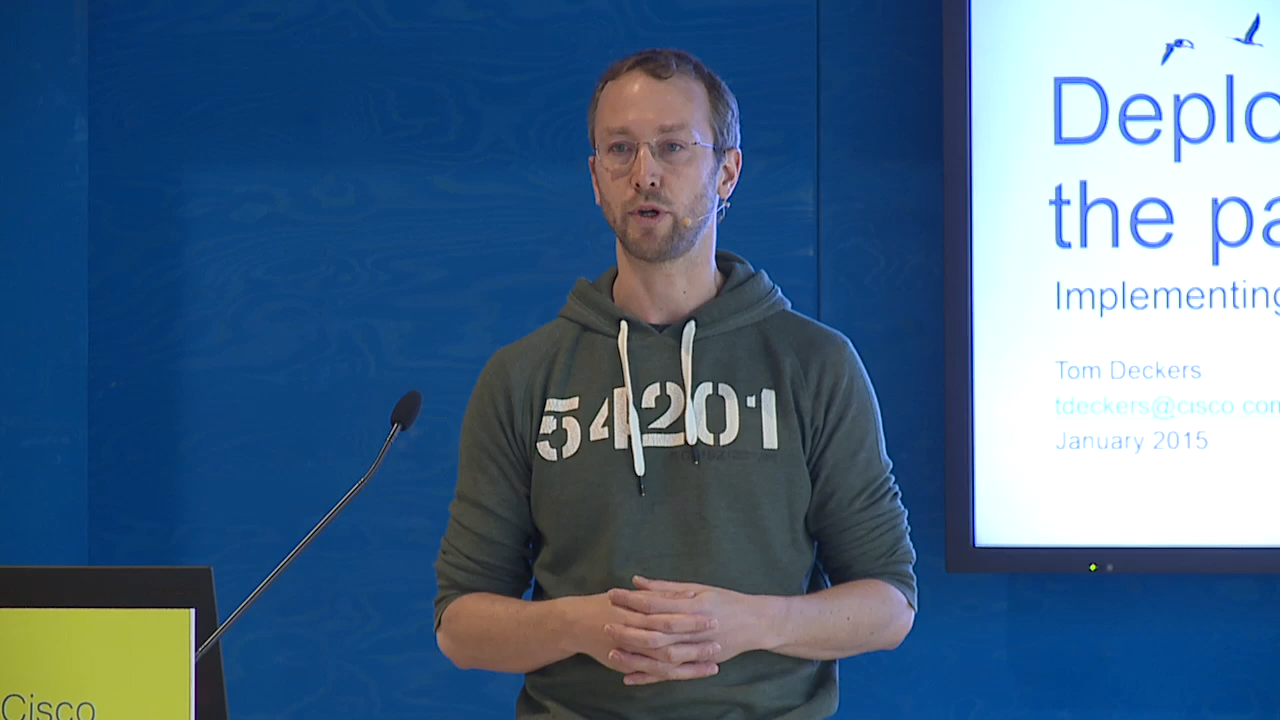 Deplo
the pa
Implementing
Tom Deckers
tdeckers@cisco.com
January 2015
54201
Cisco